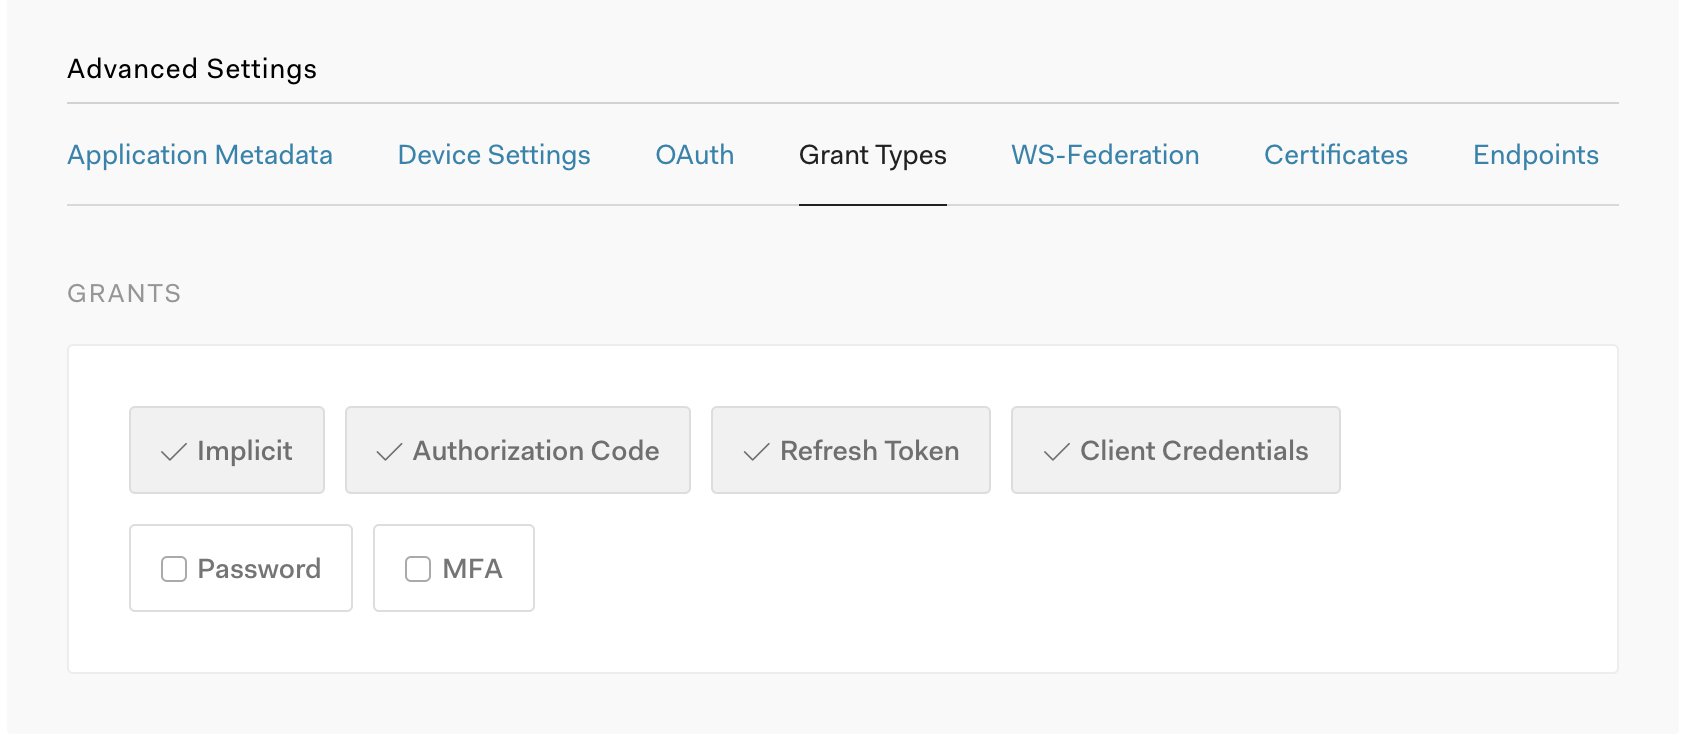 Advanced Settings
Application Metadata Device Settings OAuth Grant Types WS-Federation Certificates Endpoints
GRANTS
Implicit Authorization Code Refresh Token Client Credentials
Password MFA